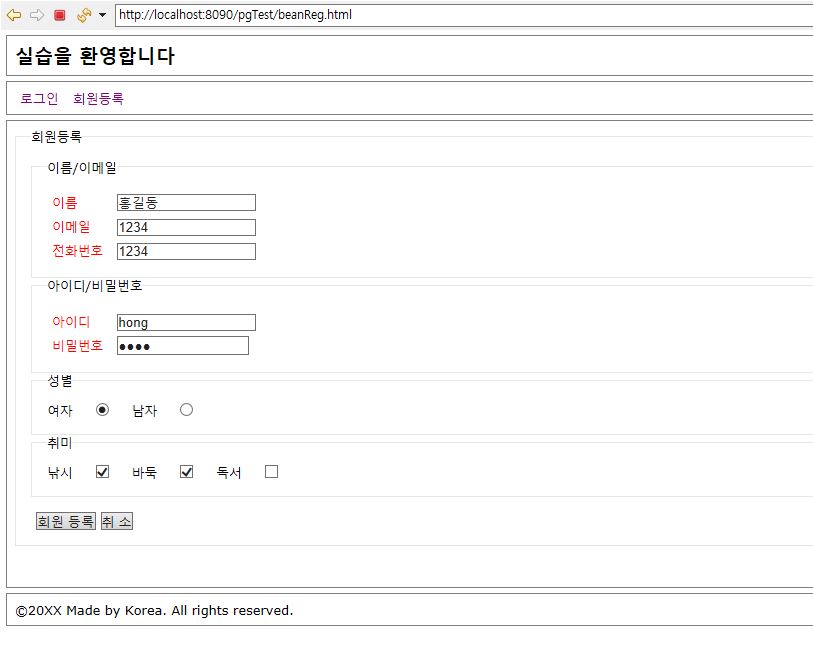 http://localhost:8090/pgTest/beanReg.html
실습을 환영합니다
로그인 회원등록
회원등록
이름/이메일
이름 홍길동
이메일 1234
전화번호 1234
아이디/비밀번호
아이디 hong
비밀번호 ●●●●
성별
여자 남자
취미
낚시 바둑 독서
회원 등록 취 소
©20XX Made by Korea. All rights reserved.